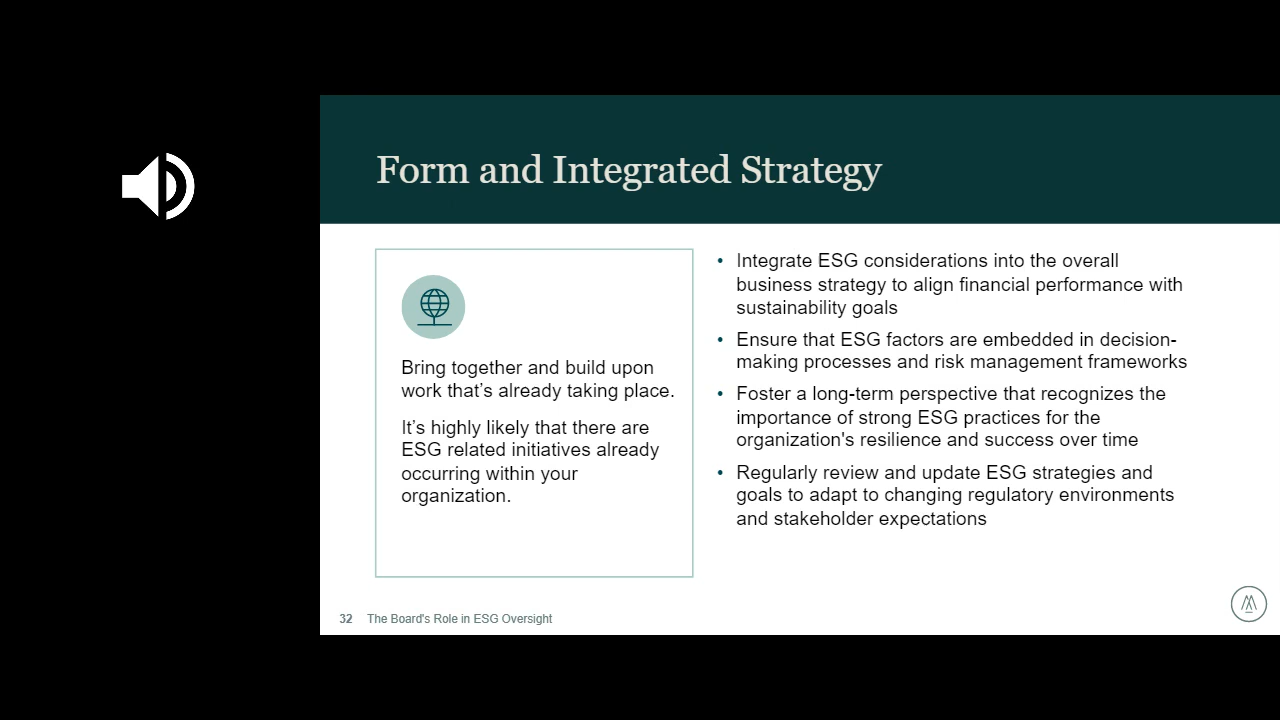 Form and Integrated Strategy
Bring together and build upon
work that's already taking place.
It's highly likely that there are
ESG related initiatives already
occurring within your
organization.
• Integrate ESG considerations into the overall
business strategy to align financial performance with
sustainability goals
• Ensure that ESG factors are embedded in decision-
making processes and risk management frameworks
• Foster a long-term perspective that recognizes the
importance of strong ESG practices for the
organization's resilience and success over time
• Regularly review and update ESG strategies and
goals to adapt to changing regulatory environments
and stakeholder expectations
32 The Board's Role in ESG Oversight